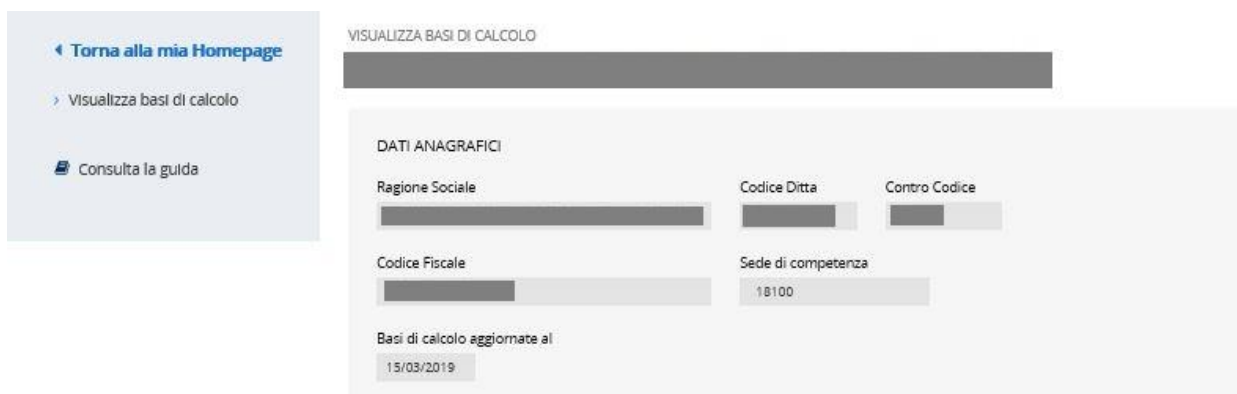 Torna alla mia Homepage
Visualizza basi di calcolo
Consulta la guida
VISUALIZZA BASI DI CALCOLO
DATI ANAGRAFICI
Ragione Sociale
Codice Ditta
Contro Codice
Codice Fiscale
Sede di competenza
18100
Basi di calcolo aggiornate al
15/03/2019